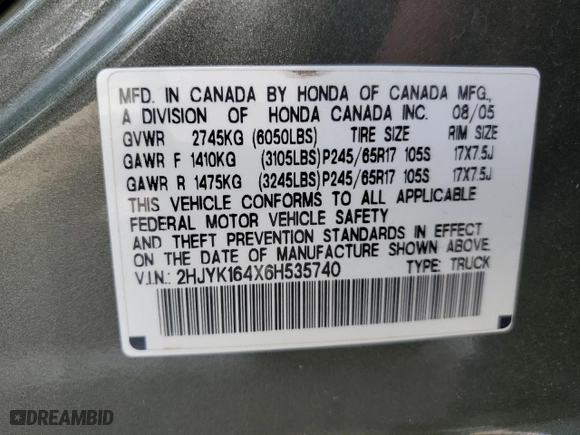 MFD. IN CANADA BY HONDA OF CANADA MFG.,
A DIVISION OF HONDA CANADA INC. 08/05
GVWR 2745KG (6050LBS) TIRE SIZE RIM SIZE
GAWR F 1410KG (3105LBS)P245/65R17 105S 17X7.5J
GAWR R 1475KG (3245LBS)P245/65R17 105S 17X7.5J
THIS VEHICLE CONFORMS TO ALL APPLICABLE
FEDERAL MOTOR VEHICLE SAFETY
AND THEFT PREVENTION STANDARDS IN EFFECT
ON THE DATE OF MANUFACTURE SHOWN ABOVE.
V.I.N.: 2HJYK164X6H535740 TYPE: TRUCK
DREAMBID